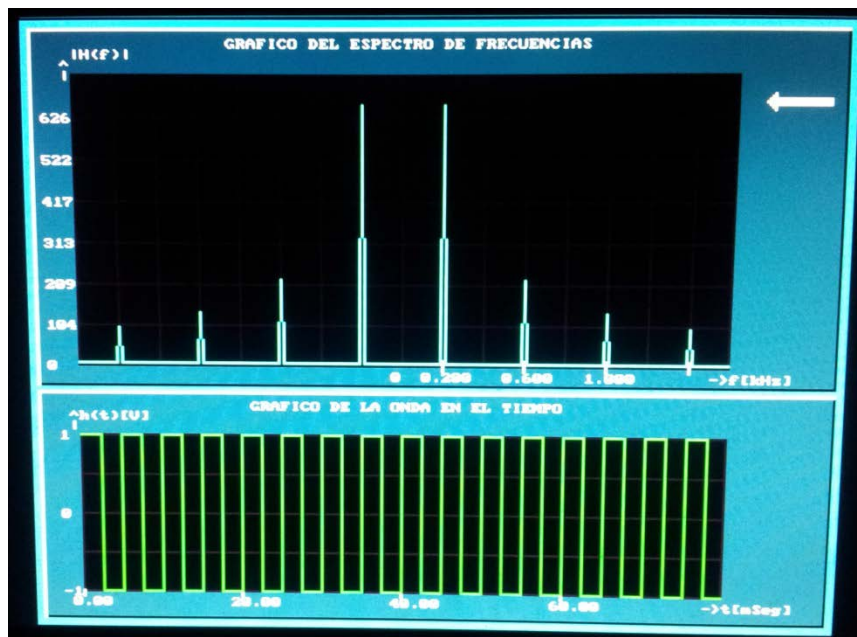 GRAFICO DEL ESPECTRO DE FRECUENCIAS
|H(f)|
626
522
417
313
209
104
0
0 0.200 0.600 1.000 ->f[kHz]
GRAFICO DE LA ONDA EN EL TIEMPO
^h(t)[V]
1
0
-1
0.00 20.00 40.00 60.00 ->t[mSeg]